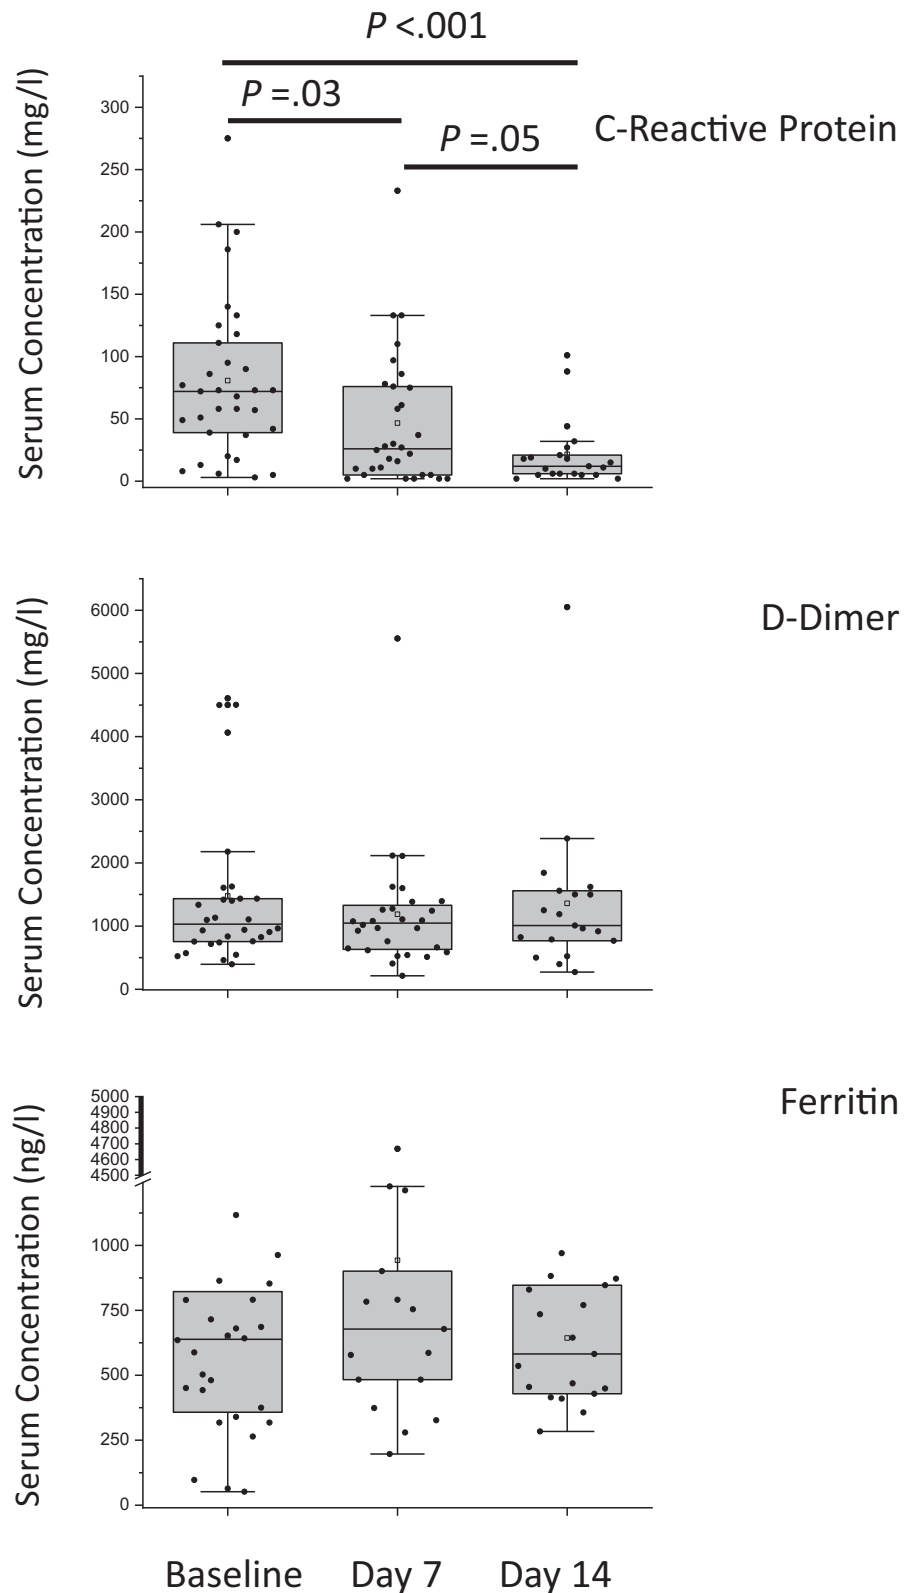 P <.001
P =.03
C-Reactive Protein
P =.05
Serum Concentration (mg/l)
300
250
200
150
100
50
0
D-Dimer
Serum Concentration (mg/l)
6000
5000
4000
3000
2000
1000
0
Ferritin
Serum Concentration (ng/l)
5000
4900
4800
4700
4600
4500
1000
750
500
250
0
Baseline Day 7 Day 14